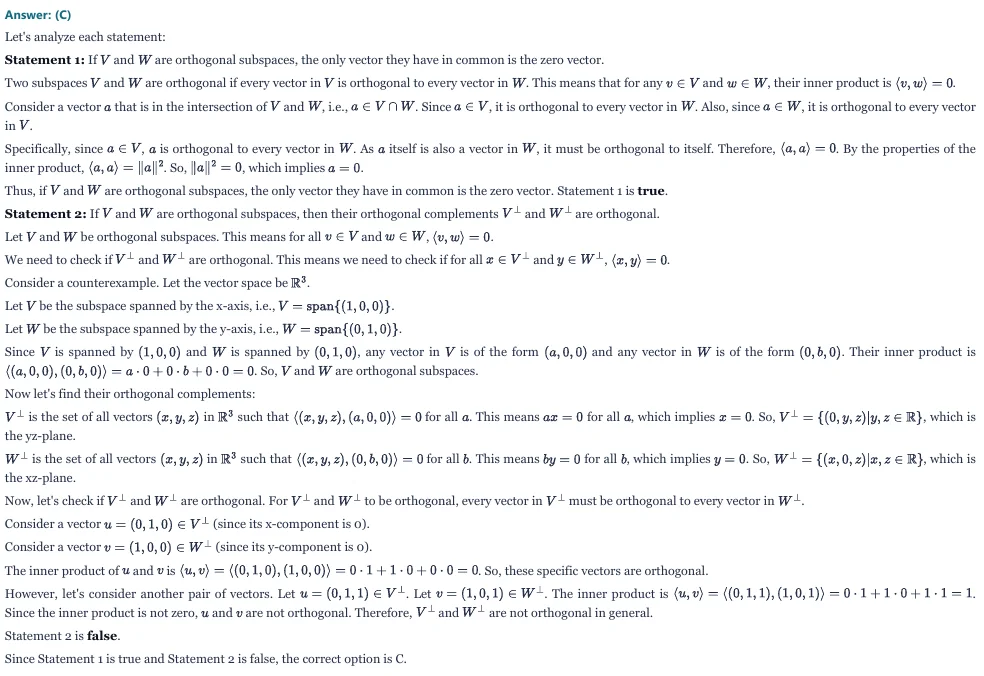 Answer: (C)
Let's analyze each statement:
Statement 1: If V and W are orthogonal subspaces, the only vector they have in common is the zero vector.
Two subspaces V and W are orthogonal if every vector in V is orthogonal to every vector in W. This means that for any v ∈ V and w ∈ W, their inner product is ⟨v, w⟩ = 0.
Consider a vector a that is in the intersection of V and W, i.e., a ∈ V ∩ W. Since a ∈ V, it is orthogonal to every vector in W. Also, since a ∈ W, it is orthogonal to every vector
in V.
Specifically, since a ∈ V, a is orthogonal to every vector in W. As a itself is also a vector in W, it must be orthogonal to itself. Therefore, ⟨a, a⟩ = 0. By the properties of the
inner product, ⟨a, a⟩ = ‖a‖². So, ‖a‖² = 0, which implies a = 0.
Thus, if V and W are orthogonal subspaces, the only vector they have in common is the zero vector. Statement 1 is true.
Statement 2: If V and W are orthogonal subspaces, then their orthogonal complements V⊥ and W⊥ are orthogonal.
Let V and W be orthogonal subspaces. This means for all v ∈ V and w ∈ W, ⟨v, w⟩ = 0.
We need to check if V⊥ and W⊥ are orthogonal. This means we need to check if for all x ∈ V⊥ and y ∈ W⊥, ⟨x, y⟩ = 0.
Consider a counterexample. Let the vector space be ℝ³.
Let V be the subspace spanned by the x-axis, i.e., V = span{(1, 0, 0)}.
Let W be the subspace spanned by the y-axis, i.e., W = span{(0, 1, 0)}.
Since V is spanned by (1, 0, 0) and W is spanned by (0, 1, 0), any vector in V is of the form (a, 0, 0) and any vector in W is of the form (0, b, 0). Their inner product is
⟨(a, 0, 0), (0, b, 0)⟩ = a · 0 + 0 · b + 0 · 0 = 0. So, V and W are orthogonal subspaces.
Now let's find their orthogonal complements:
V⊥ is the set of all vectors (x, y, z) in ℝ³ such that ⟨(x, y, z), (a, 0, 0)⟩ = 0 for all a. This means ax = 0 for all a, which implies x = 0. So, V⊥ = {(0, y, z)|y, z ∈ ℝ}, which is
the yz-plane.
W⊥ is the set of all vectors (x, y, z) in ℝ³ such that ⟨(x, y, z), (0, b, 0)⟩ = 0 for all b. This means by = 0 for all b, which implies y = 0. So, W⊥ = {(x, 0, z)|x, z ∈ ℝ}, which is
the xz-plane.
Now, let's check if V⊥ and W⊥ are orthogonal. For V⊥ and W⊥ to be orthogonal, every vector in V⊥ must be orthogonal to every vector in W⊥.
Consider a vector u = (0, 1, 0) ∈ V⊥ (since its x-component is 0).
Consider a vector v = (1, 0, 0) ∈ W⊥ (since its y-component is 0).
The inner product of u and v is ⟨u, v⟩ = ⟨(0, 1, 0), (1, 0, 0)⟩ = 0 · 1 + 1 · 0 + 0 · 0 = 0. So, these specific vectors are orthogonal.
However, let's consider another pair of vectors. Let u = (0, 1, 1) ∈ V⊥. Let v = (1, 0, 1) ∈ W⊥. The inner product is ⟨u, v⟩ = ⟨(0, 1, 1), (1, 0, 1)⟩ = 0 · 1 + 1 · 0 + 1 · 1 = 1.
Since the inner product is not zero, u and v are not orthogonal. Therefore, V⊥ and W⊥ are not orthogonal in general.
Statement 2 is false.
Since Statement 1 is true and Statement 2 is false, the correct option is C.